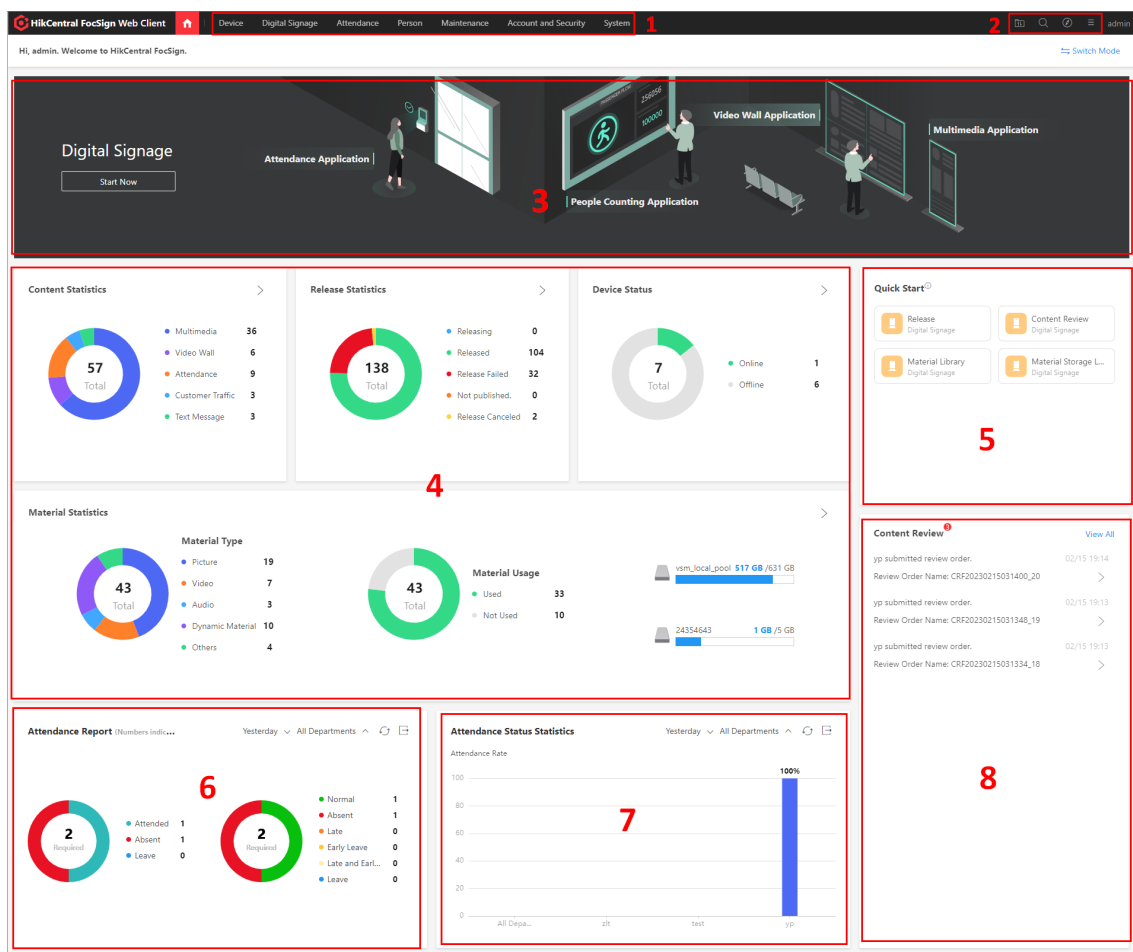 HikCentral FocSign Web Client Device Digital Signage Attendance Person Maintenance Account and Security System 1 2 admin
Hi, admin. Welcome to HikCentral FocSign. Switch Mode
Digital Signage
Start Now
Attendance Application
PASSENGER FLOW
256056
100000
Video Wall Application
Multimedia Application
People Counting Application
3
Content Statistics
57
Total
Multimedia 36
Video Wall 6
Attendance 9
Customer Traffic 3
Text Message 3
Release Statistics
138
Total
Releasing 0
Released 104
Release Failed 32
Not published. 0
Release Canceled 2
Device Status
7
Total
Online 1
Offline 6
4
Quick Start
Release
Digital Signage
Content Review
Digital Signage
Material Library
Digital Signage
Material Storage L...
Digital Signage
5
Material Statistics
43
Total
Material Type
Picture 19
Video 7
Audio 3
Dynamic Material 10
Others 4
43
Total
Material Usage
Used 33
Not Used 10
vsm_local_pool 517 GB /631 GB
24354643 1 GB /5 GB
Content Review 3 View All
yp submitted review order. 02/15 19:14
Review Order Name: CRF20230215031400_20
yp submitted review order. 02/15 19:13
Review Order Name: CRF20230215031348_19
yp submitted review order. 02/15 19:13
Review Order Name: CRF20230215031334_18
8
Attendance Report (Numbers indic... Yesterday All Departments
6
2
Required
Attended 1
Absent 1
Leave 0
2
Required
Normal 1
Absent 1
Late 0
Early Leave 0
Late and Earl... 0
Leave 0
Attendance Status Statistics Yesterday All Departments
Attendance Rate
100
80
60
40
20
0
100%
7
All Depa... zlt test yp